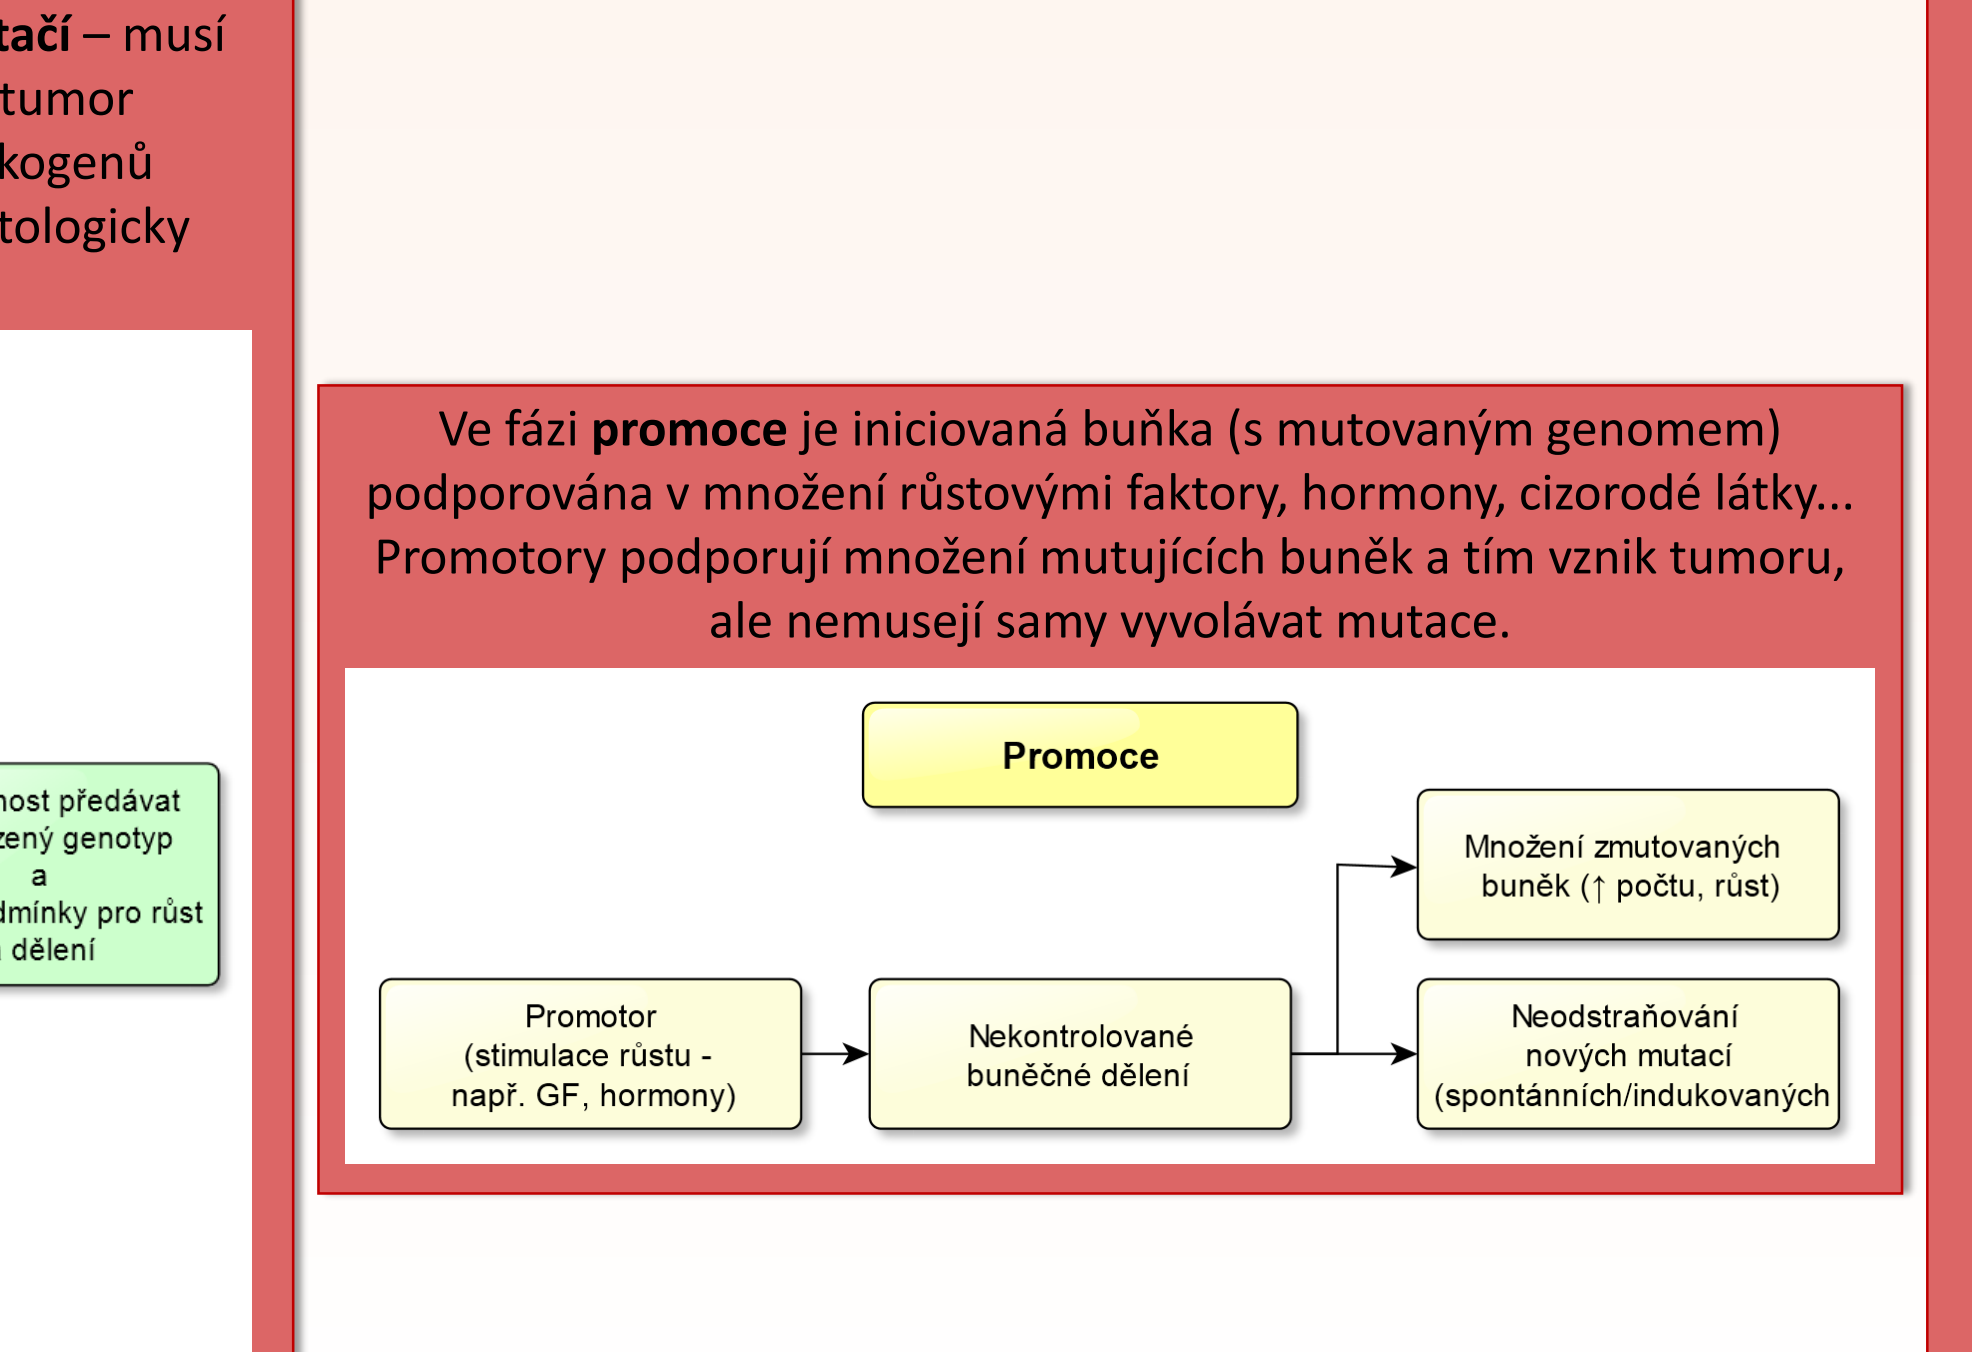 tačí – musí
tumor
kogenů
tologicky
nost předávat
zený genotyp
a
dmínky pro růst
dělení
Ve fázi promoce je iniciovaná buňka (s mutovaným genomem)
podporována v množení růstovými faktory, hormony, cizorodé látky...
Promotory podporují množení mutujících buněk a tím vznik tumoru,
ale nemusejí samy vyvolávat mutace.
Promoce
Množení zmutovaných
buněk (↑ počtu, růst)
Promotor
(stimulace růstu -
např. GF, hormony)
Nekontrolované
buněčné dělení
Neodstraňování
nových mutací
(spontánních/indukovaných